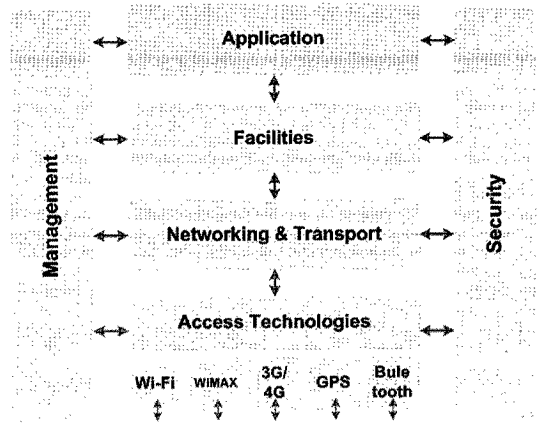 Application
Facilities
Management
Networking & Transport
Security
Access Technologies
Wi-Fi
WiMAX
3G/
4G
GPS
Bule
tooth